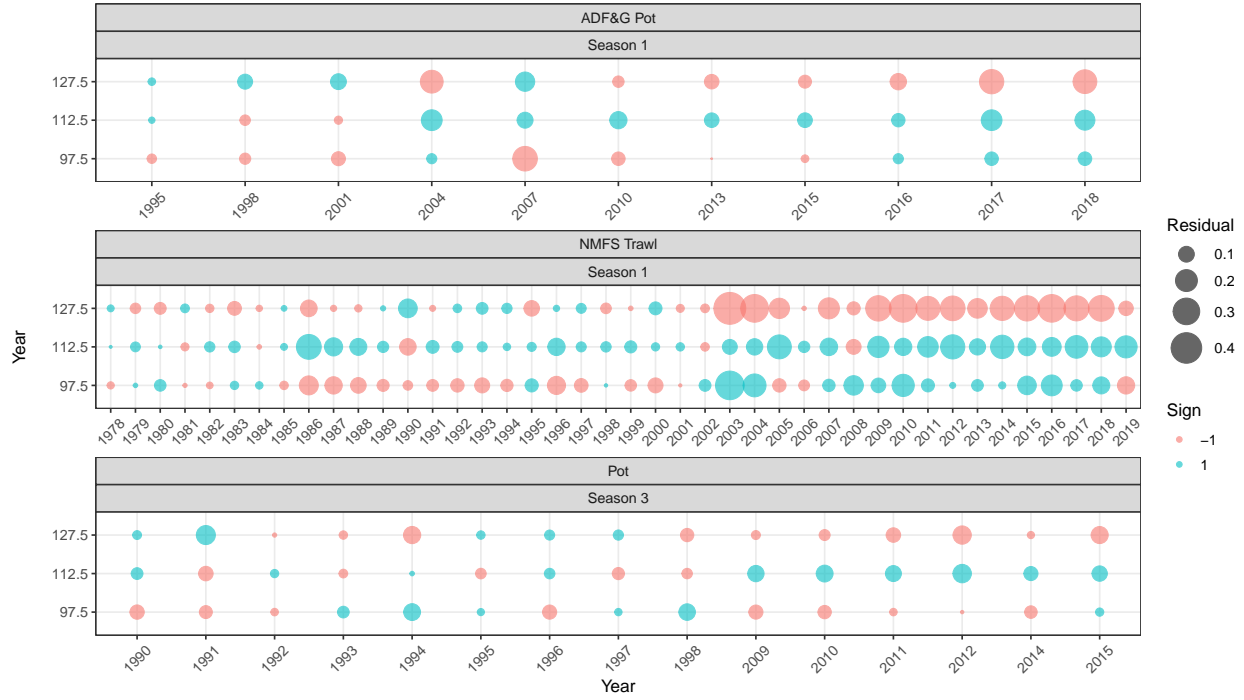 ADF&G Pot
Season 1
127.5
112.5
97.5
1995 1998 2001 2004 2007 2010 2013 2015 2016 2017 2018
NMFS Trawl
Season 1
127.5
112.5
97.5
1978 1979 1980 1981 1982 1983 1984 1985 1986 1987 1988 1989 1990 1991 1992 1993 1994 1995 1996 1997 1998 1999 2000 2001 2002 2003 2004 2005 2006 2007 2008 2009 2010 2011 2012 2013 2014 2015 2016 2017 2018 2019
Pot
Season 3
127.5
112.5
97.5
1990 1991 1992 1993 1994 1995 1996 1997 1998 2009 2010 2011 2012 2014 2015
Year
Year
Residual
0.1
0.2
0.3
0.4
Sign
−1
1